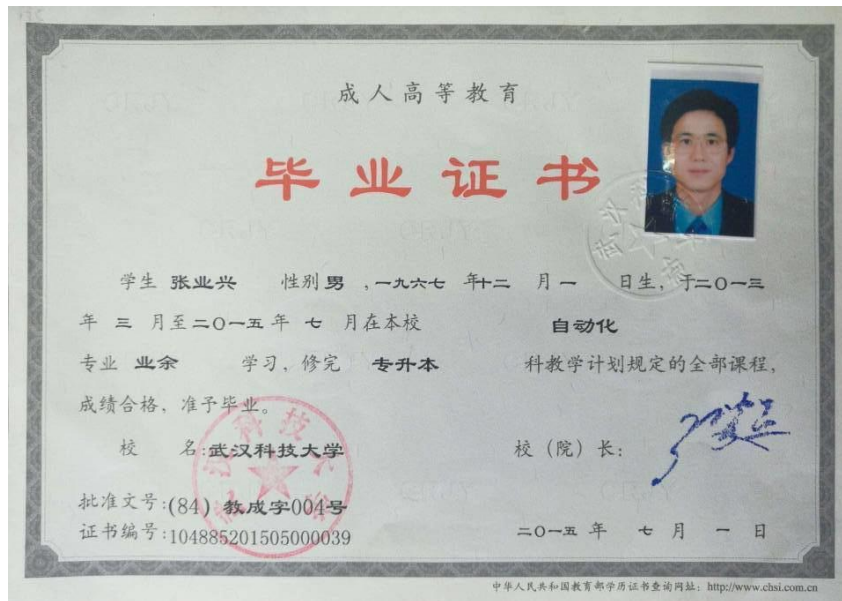 成人高等教育
毕业证书
学生 张业兴 性别 男 ，一九六七 年 十二 月 一 日生，于二〇一三
年 三 月至二〇一五年 七 月在本校 自动化
专业 业余 学习，修完 专升本 科教学计划规定的全部课程，
成绩合格，准予毕业。
校 名：武汉科技大学 校（院）长：
批准文号：(84) 教成字004号
证书编号：104885201505000039 二〇一五 年 七 月 一 日
中华人民共和国教育部学历证书查询网址：http://www.chsi.com.cn